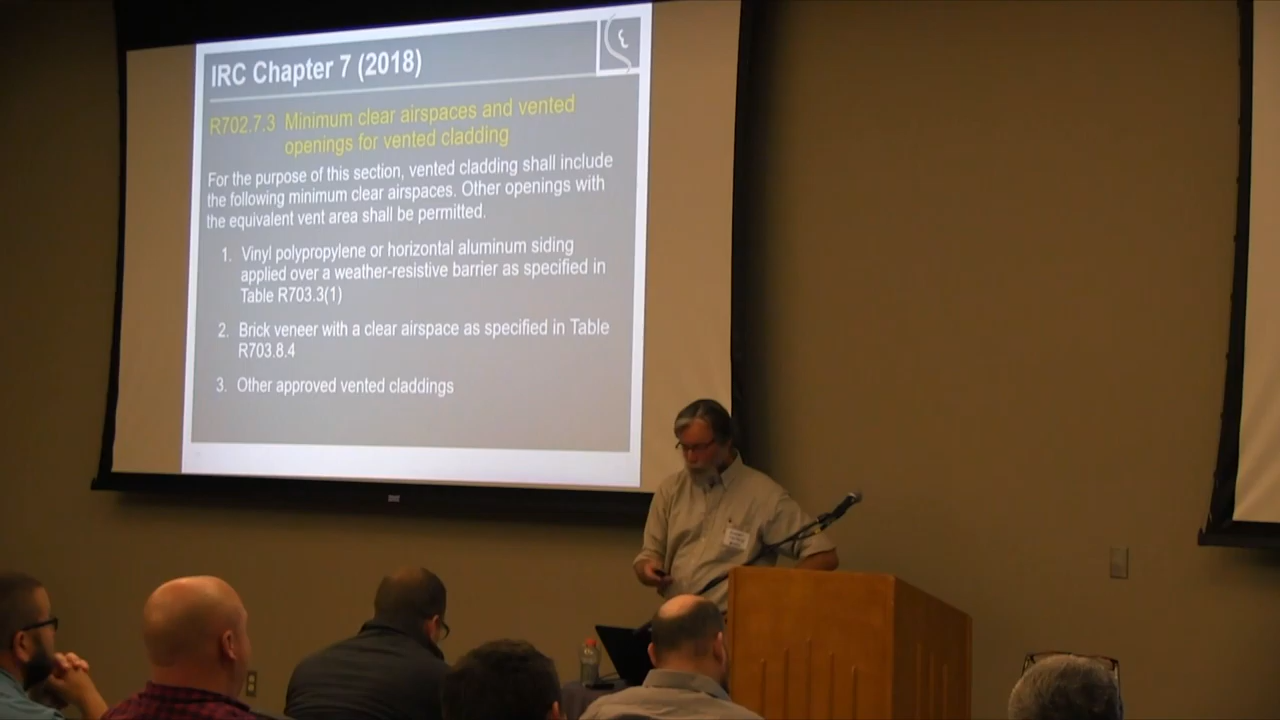 IRC Chapter 7 (2018)
R702.7.3 Minimum clear airspaces and vented
openings for vented cladding
For the purpose of this section, vented cladding shall include
the following minimum clear airspaces. Other openings with
the equivalent vent area shall be permitted.
1. Vinyl polypropylene or horizontal aluminum siding
applied over a weather-resistive barrier as specified in
Table R703.3(1)
2. Brick veneer with a clear airspace as specified in Table
R703.8.4
3. Other approved vented claddings